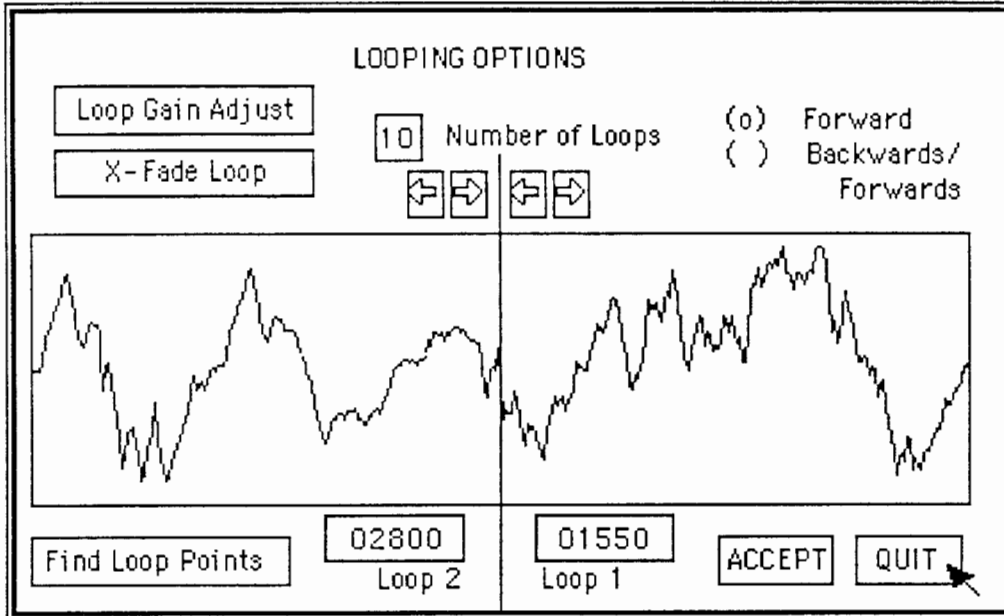 LOOPING OPTIONS
Loop Gain Adjust
X-Fade Loop
10 Number of Loops
(o) Forward
( ) Backwards/
Forwards
02800
Loop 2
01550
Loop 1
Find Loop Points
ACCEPT
QUIT